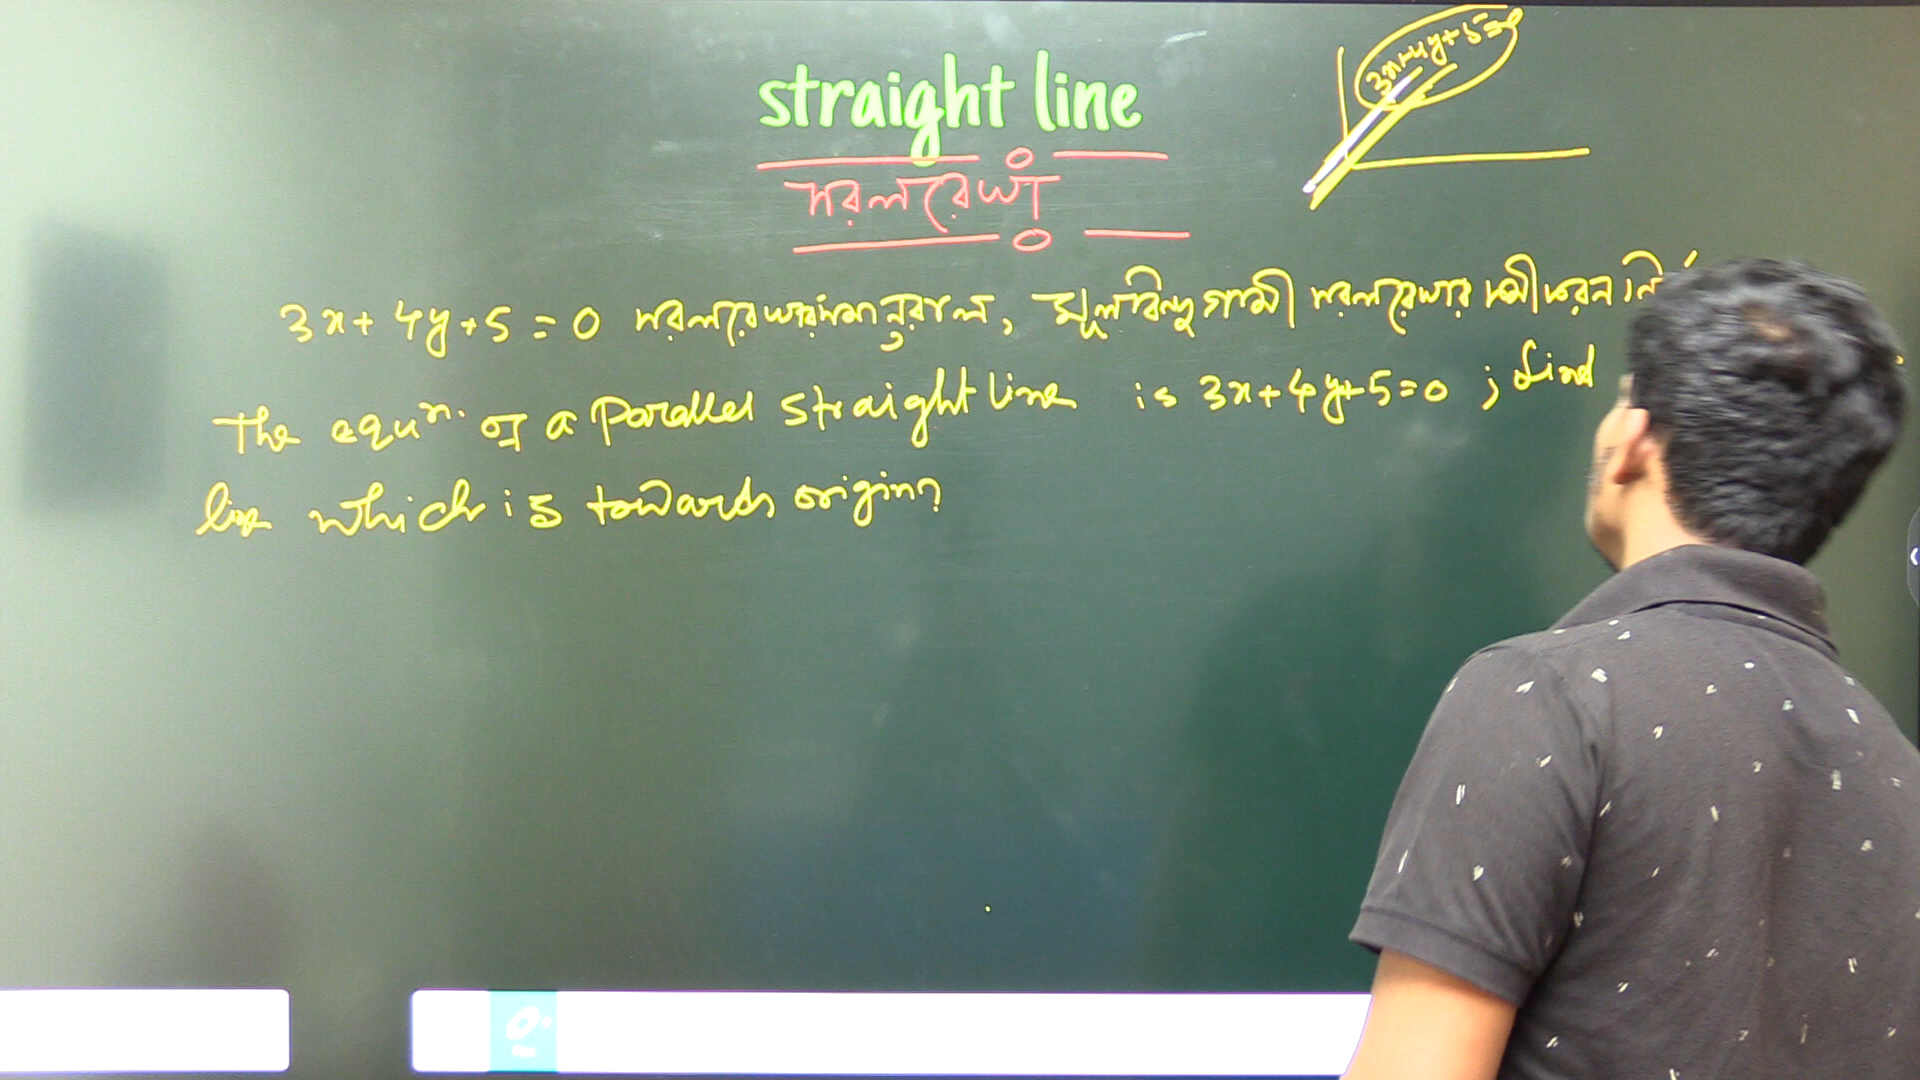 3x+4y+5=0
straight line
সরলরেখা
3x+4y+5=0 সরলরেখার সমান্তরাল, মূলবিন্দুগামী সরলরেখার সমীকরণ
The equn. of a parallel straight line is 3x+4y+5=0 ; find
line which is towards origin?